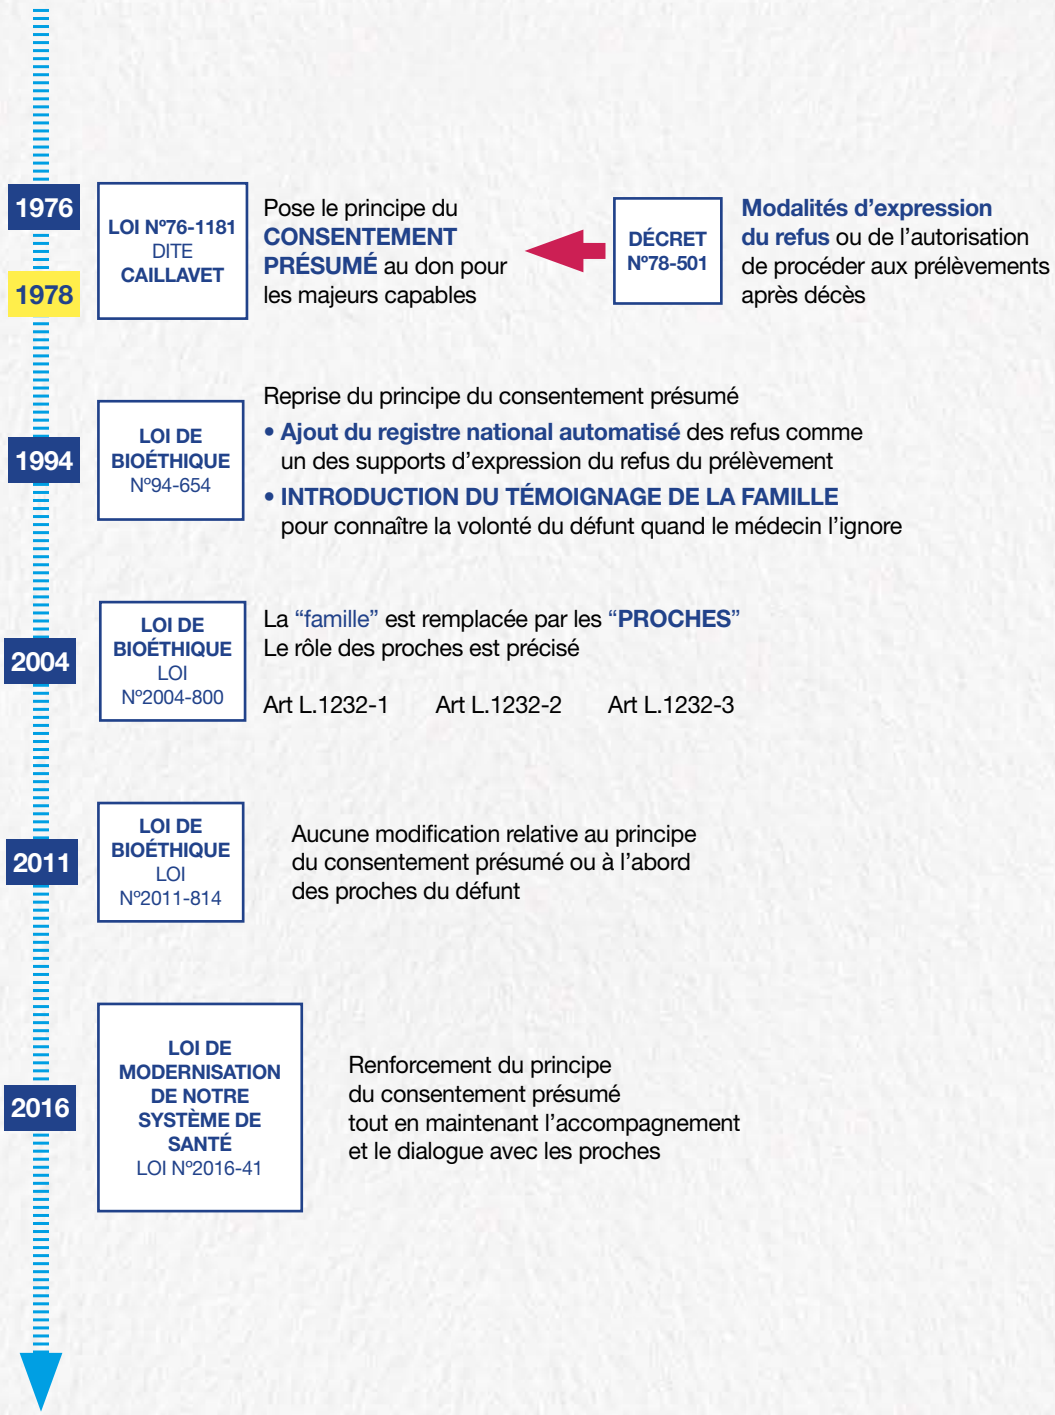 1976
1978
LOI Nº76-1181
DITE
CAILLAVET
Pose le principe du
CONSENTEMENT
PRÉSUMÉ au don pour
les majeurs capables
DÉCRET
Nº78-501
Modalités d’expression
du refus ou de l’autorisation
de procéder aux prélèvements
après décès
1994
LOI DE
BIOÉTHIQUE
Nº94-654
Reprise du principe du consentement présumé
• Ajout du registre national automatisé des refus comme
un des supports d’expression du refus du prélèvement
• INTRODUCTION DU TÉMOIGNAGE DE LA FAMILLE
pour connaître la volonté du défunt quand le médecin l’ignore
2004
LOI DE
BIOÉTHIQUE
LOI
Nº2004-800
La “famille” est remplacée par les “PROCHES”
Le rôle des proches est précisé
Art L.1232-1 Art L.1232-2 Art L.1232-3
2011
LOI DE
BIOÉTHIQUE
LOI
Nº2011-814
Aucune modification relative au principe
du consentement présumé ou à l’abord
des proches du défunt
2016
LOI DE
MODERNISATION
DE NOTRE
SYSTÈME DE
SANTÉ
LOI Nº2016-41
Renforcement du principe
du consentement présumé
tout en maintenant l’accompagnement
et le dialogue avec les proches